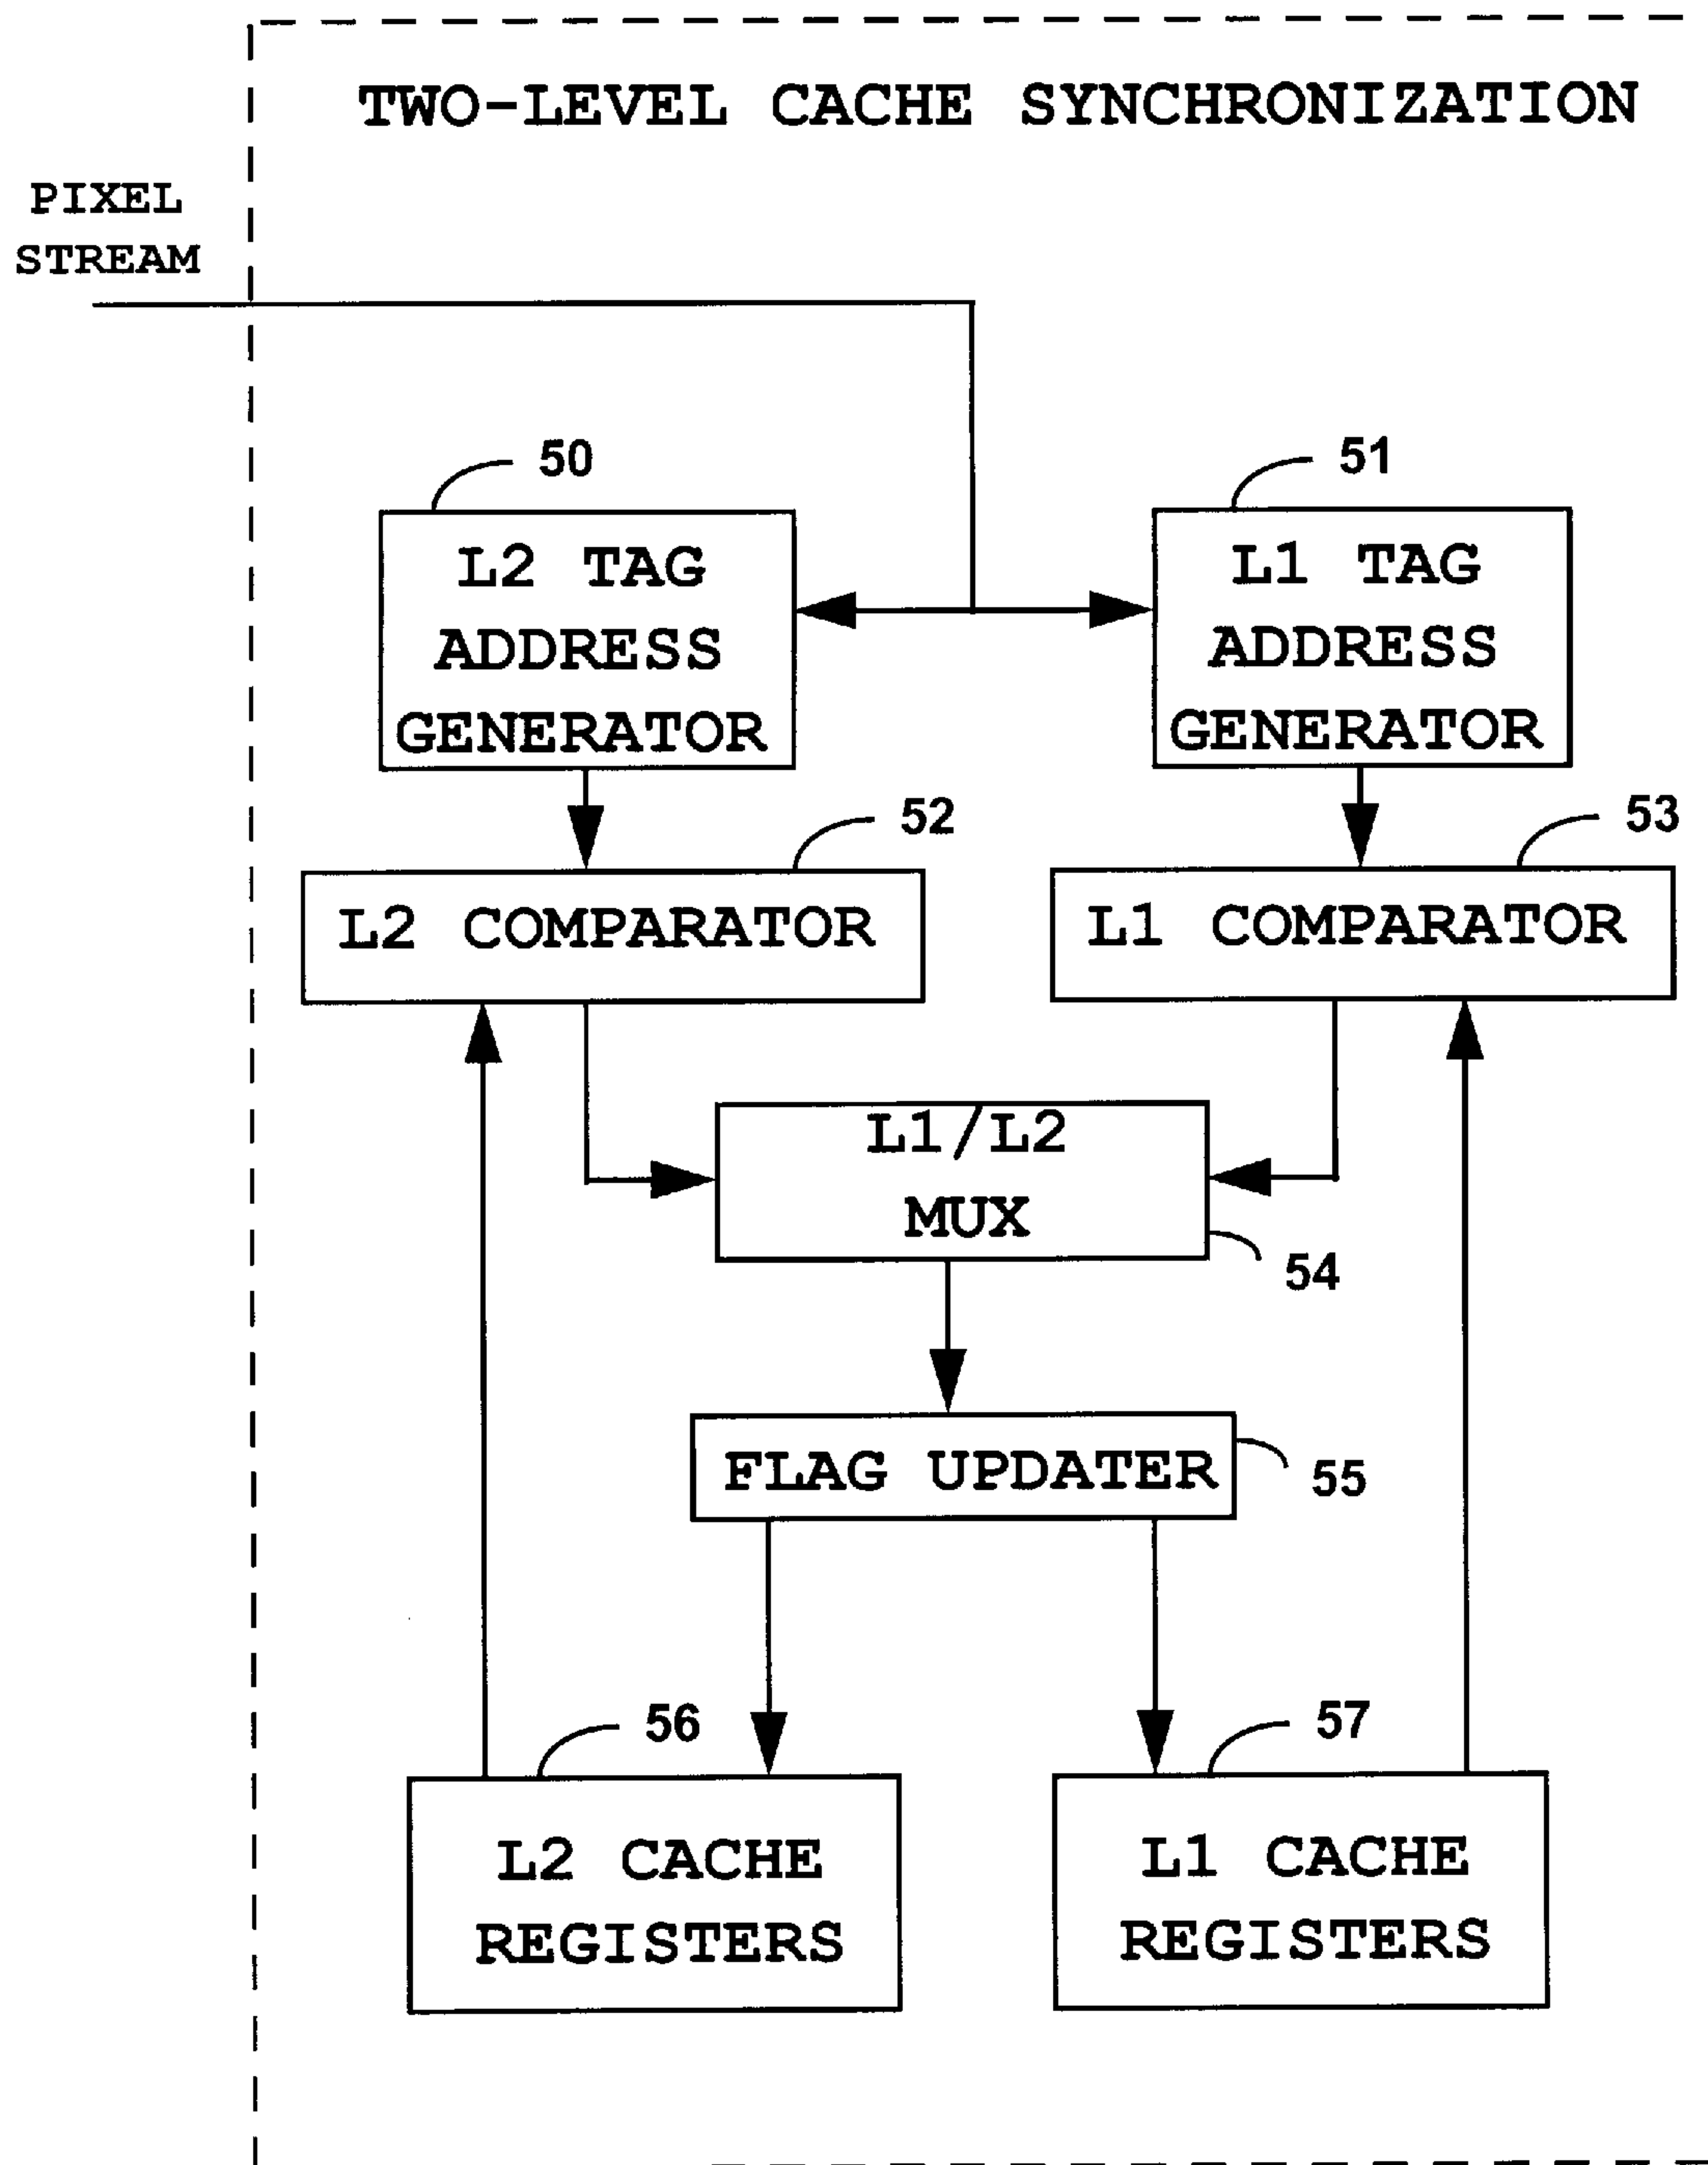 TWO-LEVEL CACHE SYNCHRONIZATION
PIXEL
STREAM
50
51
L2 TAG
ADDRESS
GENERATOR
L1 TAG
ADDRESS
GENERATOR
52
53
L2 COMPARATOR
L1 COMPARATOR
L1/L2
MUX
54
FLAG UPDATER
55
56
57
L2 CACHE
REGISTERS
L1 CACHE
REGISTERS